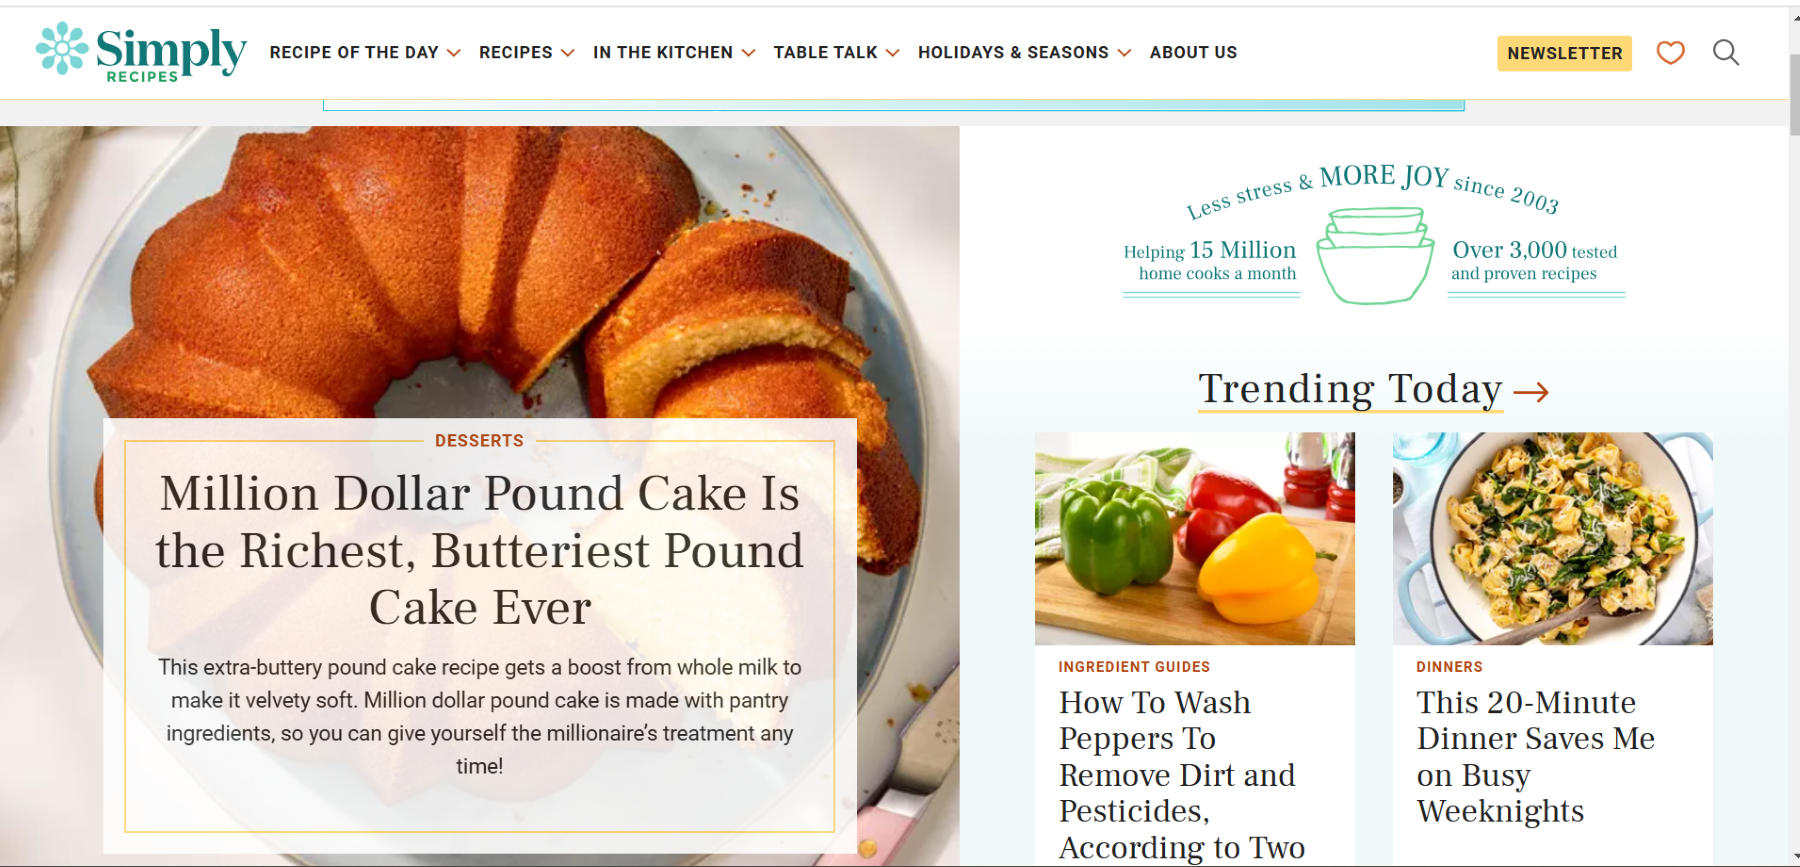 Simply
RECIPES
RECIPE OF THE DAY
RECIPES
IN THE KITCHEN
TABLE TALK
HOLIDAYS & SEASONS
ABOUT US
NEWSLETTER
Less stress & MORE JOY since 2003
Helping 15 Million
home cooks a month
Over 3,000 tested
and proven recipes
DESSERTS
Million Dollar Pound Cake Is
the Richest, Butteriest Pound
Cake Ever
This extra-buttery pound cake recipe gets a boost from whole milk to
make it velvety soft. Million dollar pound cake is made with pantry
ingredients, so you can give yourself the millionaire’s treatment any
time!
Trending Today
INGREDIENT GUIDES
How To Wash
Peppers To
Remove Dirt and
Pesticides,
According to Two
DINNERS
This 20-Minute
Dinner Saves Me
on Busy
Weeknights